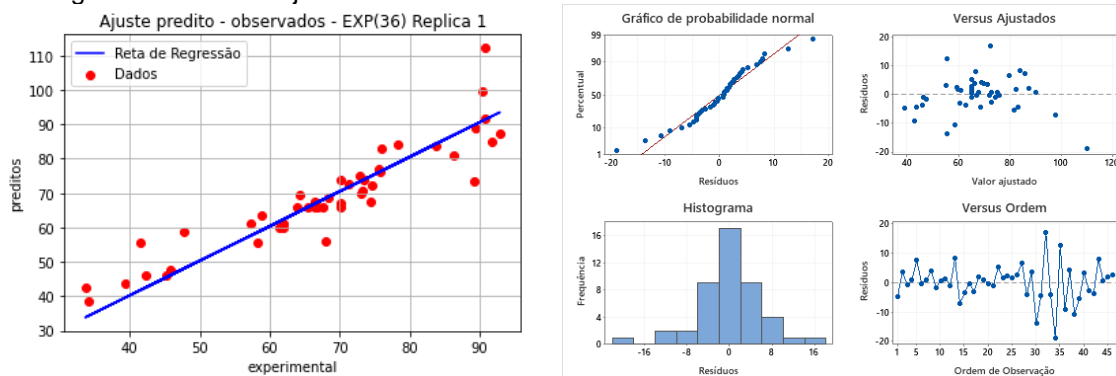 Ajuste predito - observados - EXP(36) Replica 1
Reta de Regressão
Dados
preditos
110
100
90
80
70
60
50
40
30
40 50 60 70 80 90
experimental
Gráfico de probabilidade normal
Percentual
99
90
50
10
1
-20 -10 0 10 20
Resíduos
Versus Ajustados
Resíduos
20
10
0
-10
-20
40 60 80 100 120
Valor ajustado
Histograma
Frequência
16
12
8
4
0
-16 -8 0 8 16
Resíduos
Versus Ordem
Resíduos
20
10
0
-10
-20
1 5 10 15 20 25 30 35 40 45
Ordem de Observação